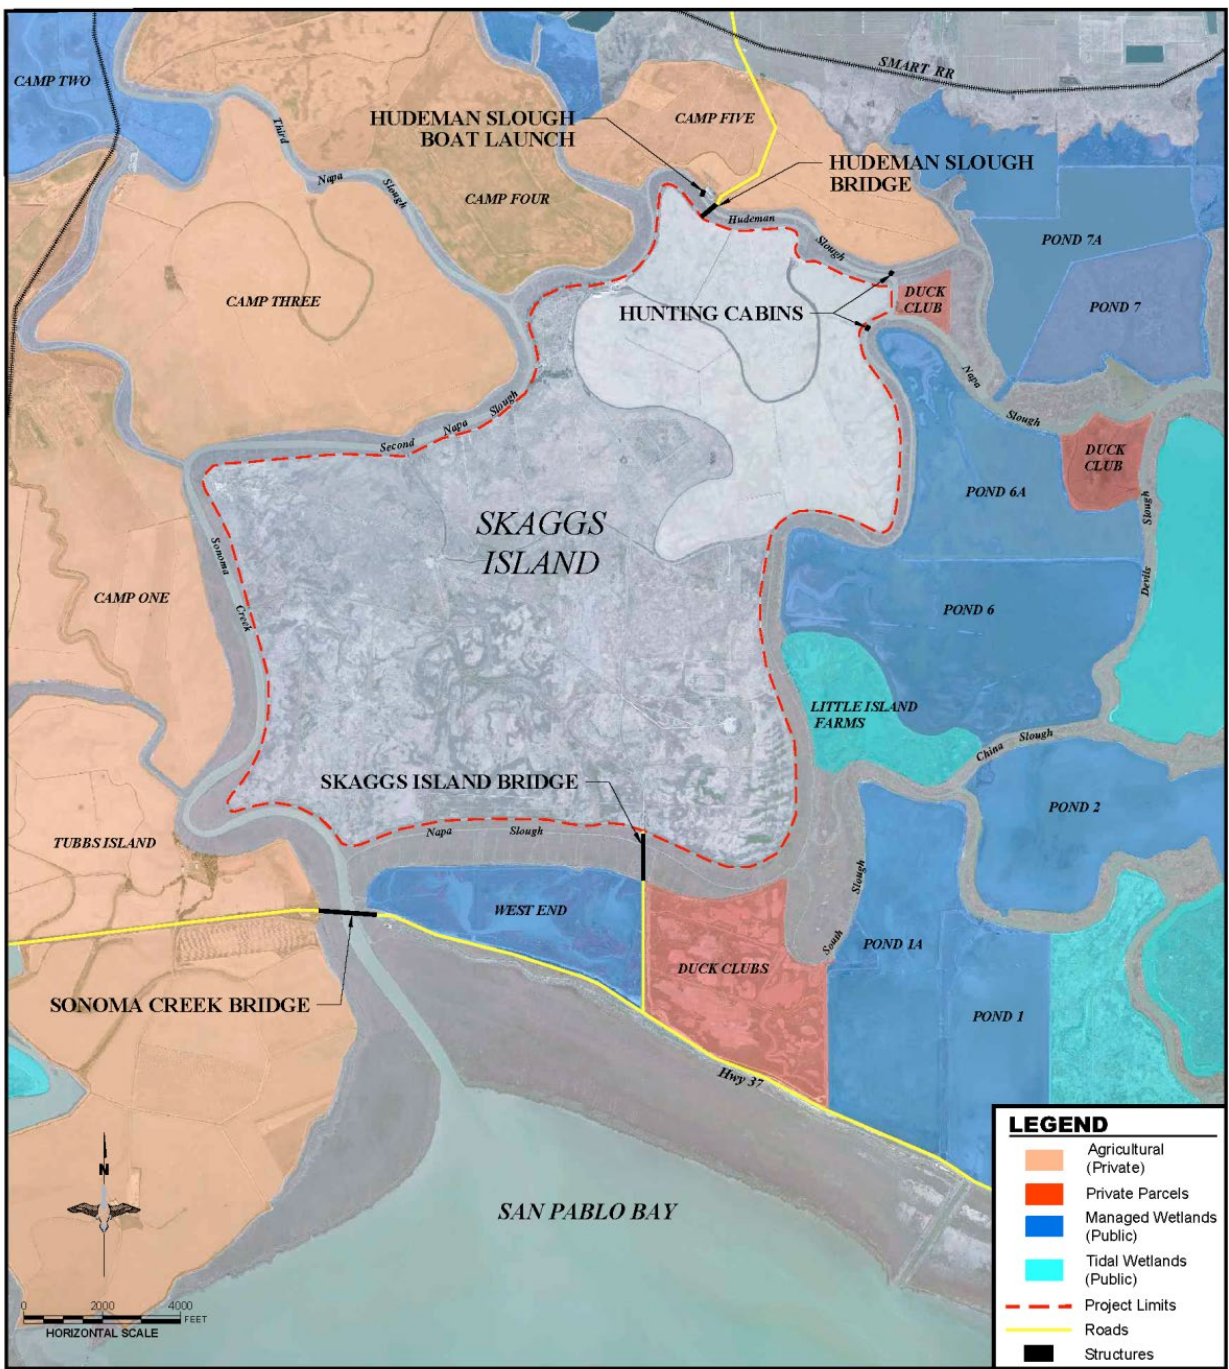 SMART RR
CAMP TWO
CAMP FIVE
HUDEMAN SLOUGH
BOAT LAUNCH
Third
Napa
Slough
HUDEMAN SLOUGH
BRIDGE
CAMP FOUR
Hudeman
Slough
POND 7A
CAMP THREE
HUNTING CABINS
DUCK
CLUB
POND 7
Napa
Slough
Second
Napa
Slough
DUCK
CLUB
POND 6A
SKAGGS
ISLAND
Sonoma
Creek
Devils
Slough
CAMP ONE
POND 6
LITTLE ISLAND
FARMS
China
Slough
SKAGGS ISLAND BRIDGE
POND 2
TUBBS ISLAND
Napa
Slough
South
Slough
WEST END
POND 1A
DUCK CLUBS
SONOMA CREEK BRIDGE
POND 1
Hwy 37
SAN PABLO BAY
N
0
2000
4000
FEET
HORIZONTAL SCALE
LEGEND
Agricultural
(Private)
Private Parcels
Managed Wetlands
(Public)
Tidal Wetlands
(Public)
Project Limits
Roads
Structures